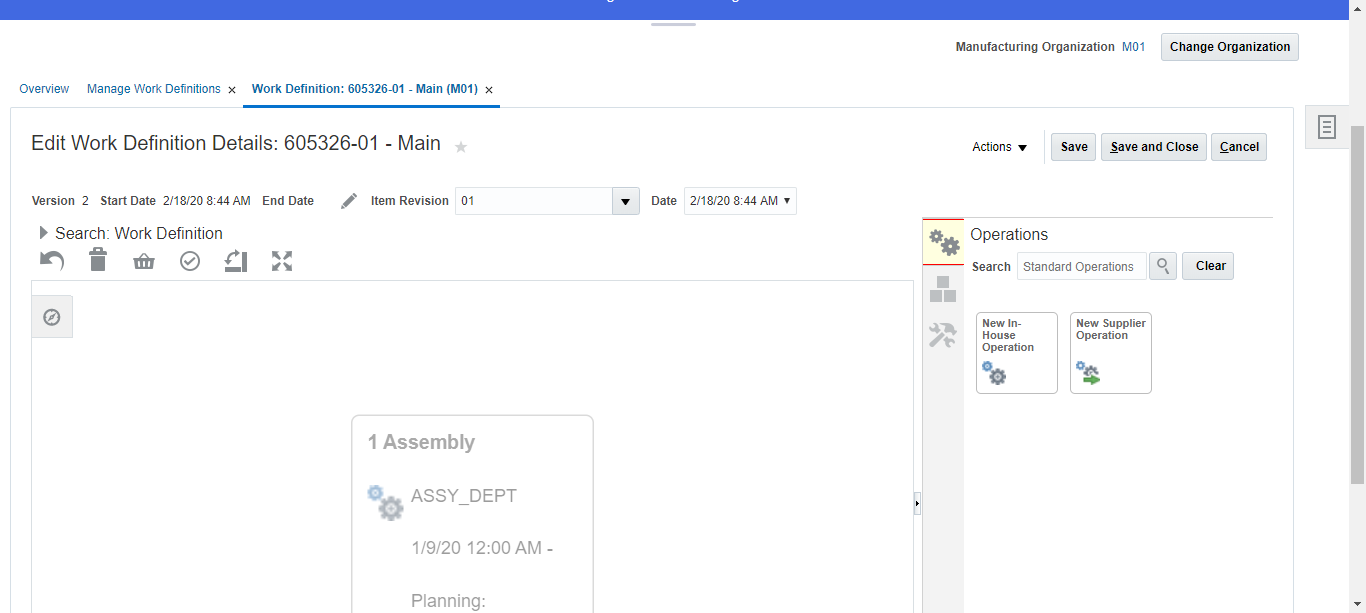 Manufacturing Organization M01 Change Organization
Overview Manage Work Definitions × Work Definition: 605326-01 - Main (M01) ×
Edit Work Definition Details: 605326-01 - Main
Actions Save Save and Close Cancel
Version 2 Start Date 2/18/20 8:44 AM End Date Item Revision 01 Date 2/18/20 8:44 AM
Search: Work Definition
Operations
Search Standard Operations Clear
New In-
House
Operation
New Supplier
Operation
1 Assembly
ASSY_DEPT
1/9/20 12:00 AM -
Planning: